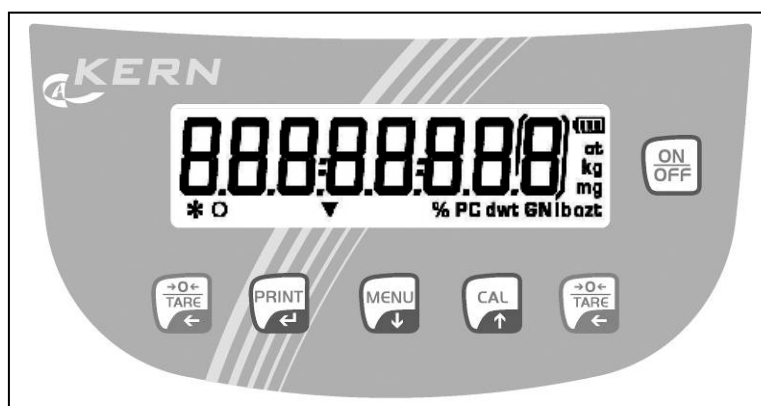 KERN
8.8.8:8.8:8.8.(8)
ct
kg
mg
% PC dwt GN lb ozt
ON
OFF
→0← TARE
PRINT
MENU
CAL
→0← TARE